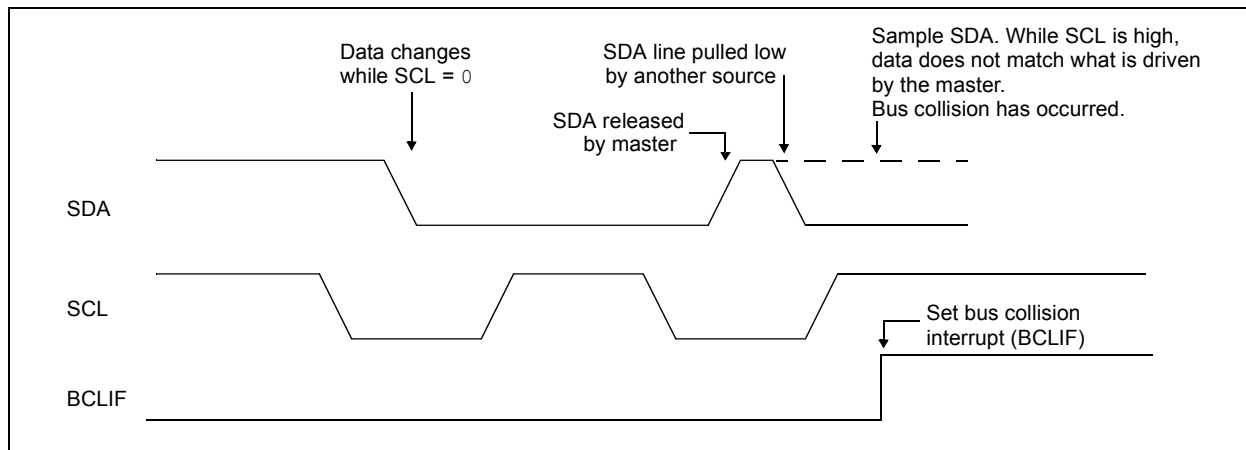 Data changes
while SCL = 0
SDA line pulled low
by another source
Sample SDA. While SCL is high,
data does not match what is driven
by the master.
Bus collision has occurred.
SDA released
by master
SDA
SCL
Set bus collision
interrupt (BCLIF)
BCLIF